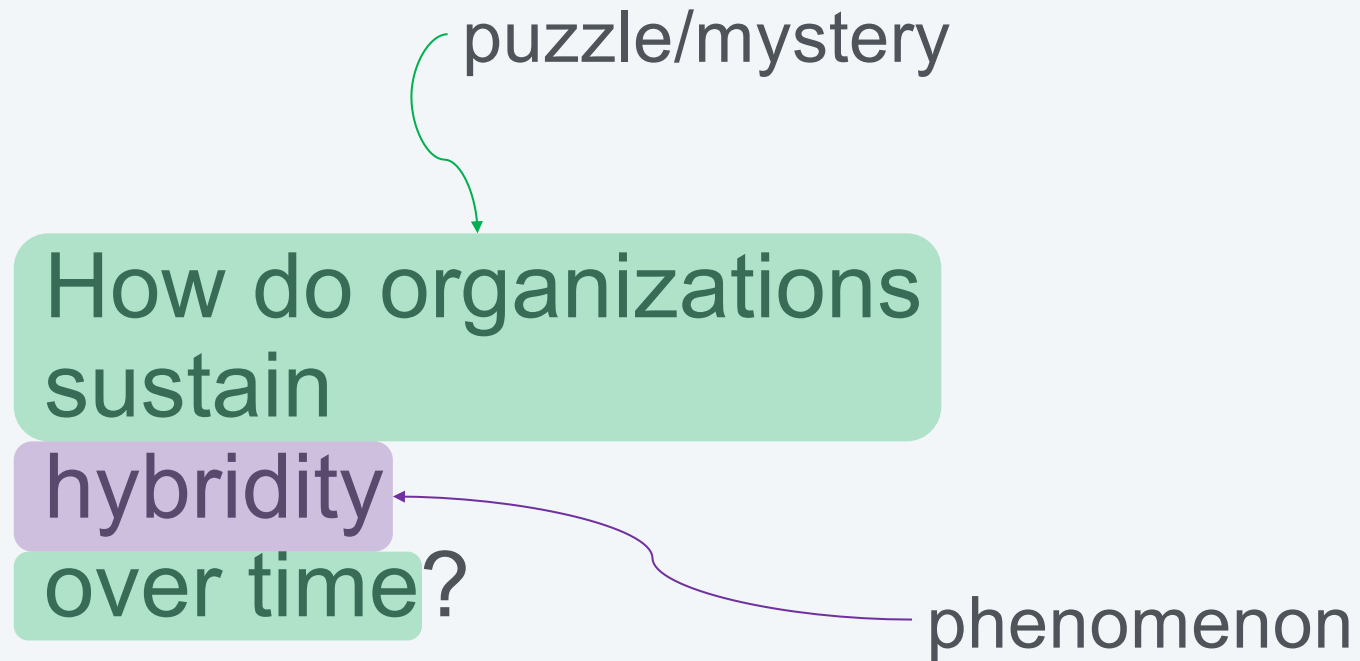 puzzle/mystery
How do organizations
sustain
hybridity
over time?
phenomenon